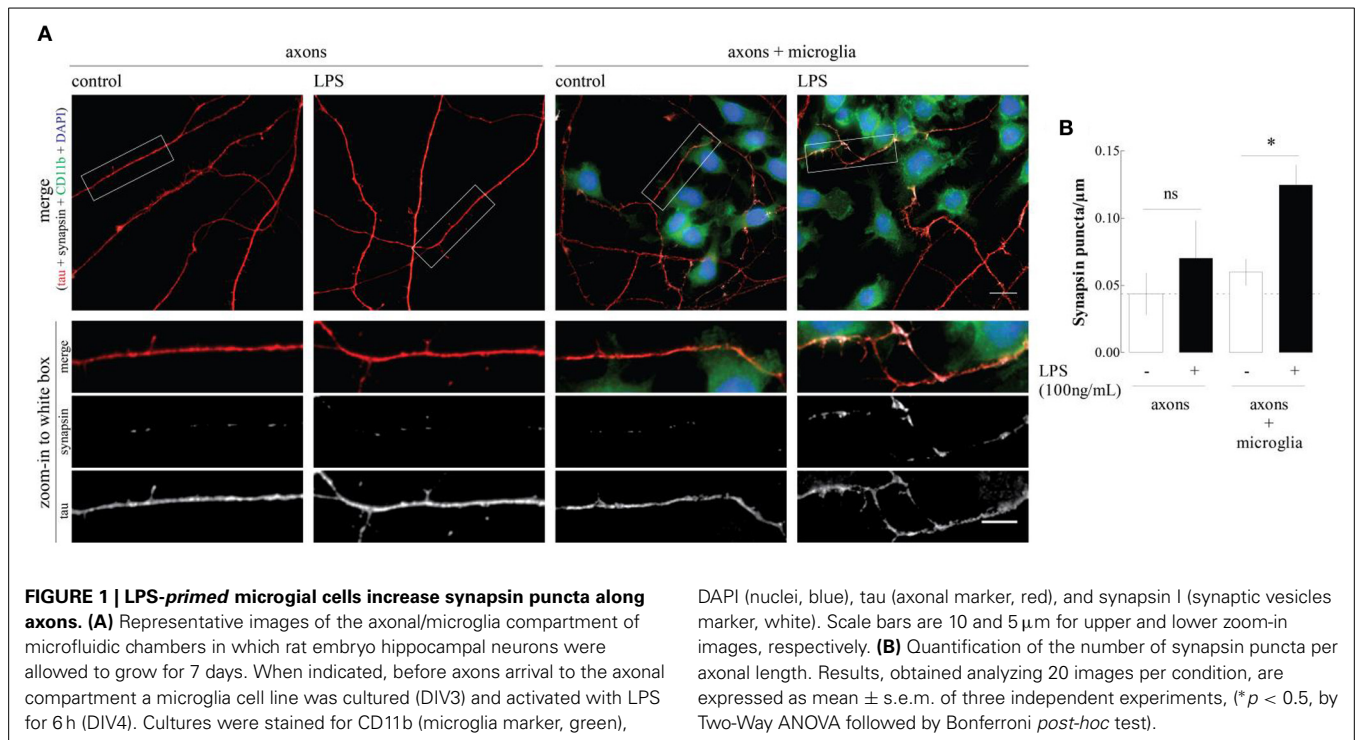 A
axons
axons + microglia
control
LPS
control
LPS
merge
(tau + synapsin + CD11b + DAPI)
zoom-in to white box
merge
synapsin
tau
B
Synapsin puncta/μm
0.15
0.10
0.05
0.00
ns
*
LPS
(100ng/mL)
- + - +
axons
axons
+
microglia
FIGURE 1 | LPS-primed microgial cells increase synapsin puncta along
axons. (A) Representative images of the axonal/microglia compartment of
microfluidic chambers in which rat embryo hippocampal neurons were
allowed to grow for 7 days. When indicated, before axons arrival to the axonal
compartment a microglia cell line was cultured (DIV3) and activated with LPS
for 6 h (DIV4). Cultures were stained for CD11b (microglia marker, green),
DAPI (nuclei, blue), tau (axonal marker, red), and synapsin I (synaptic vesicles
marker, white). Scale bars are 10 and 5 μm for upper and lower zoom-in
images, respectively. (B) Quantification of the number of synapsin puncta per
axonal length. Results, obtained analyzing 20 images per condition, are
expressed as mean ± s.e.m. of three independent experiments, (*p < 0.5, by
Two-Way ANOVA followed by Bonferroni post-hoc test).